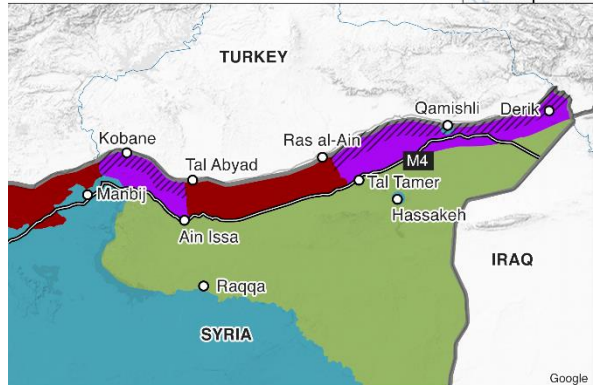 TURKEY
Qamishli
Derik
Kobane
Ras al-Ain
Tal Abyad
M4
Manbij
Tal Tamer
Hassakeh
Ain Issa
IRAQ
Raqqa
SYRIA
Google